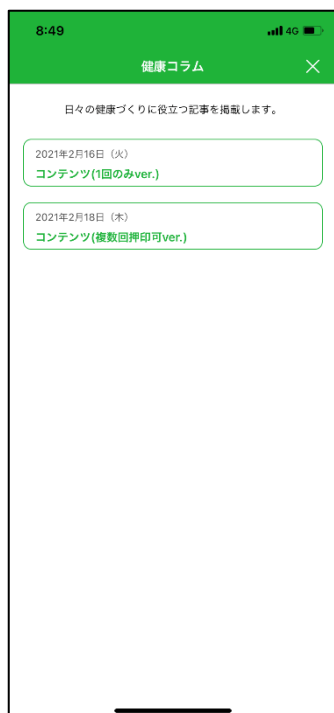 8:49
4G
健康コラム
日々の健康づくりに役立つ記事を掲載します。
2021年2月16日（火）
コンテンツ(1回のみver.)
2021年2月18日（木）
コンテンツ(複数回押印可ver.)